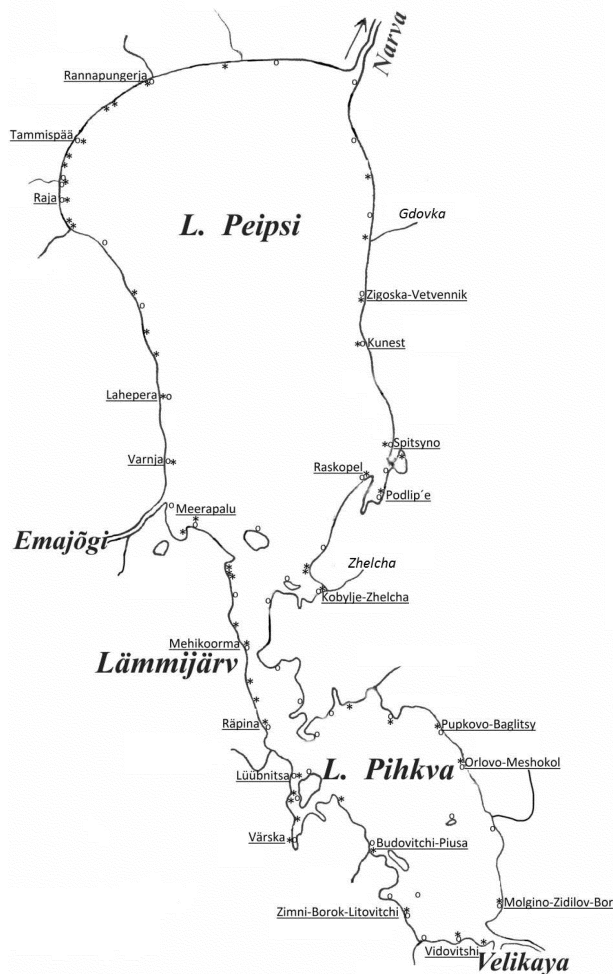 Narva
Rannapungerja
Tammispää
Raja
L. Peipsi
Gdovka
Zigoska-Vetvennik
Kunest
Lahepera
Spitsyno
Varnja
Raskopel
Podlip´e
Meerapalu
Emajõgi
Zhelcha
Kobylje-Zhelcha
Mehikoorma
Lämmijärv
Räpina
Pupkovo-Baglitsy
L. Pihkva
Orlovo-Meshokol
Lüübnitsa
Värska
Budovitchi-Piusa
Zimni-Borok-Litovitchi
Molgino-Zidilov-Bor
Vidovitshi
Velikaya